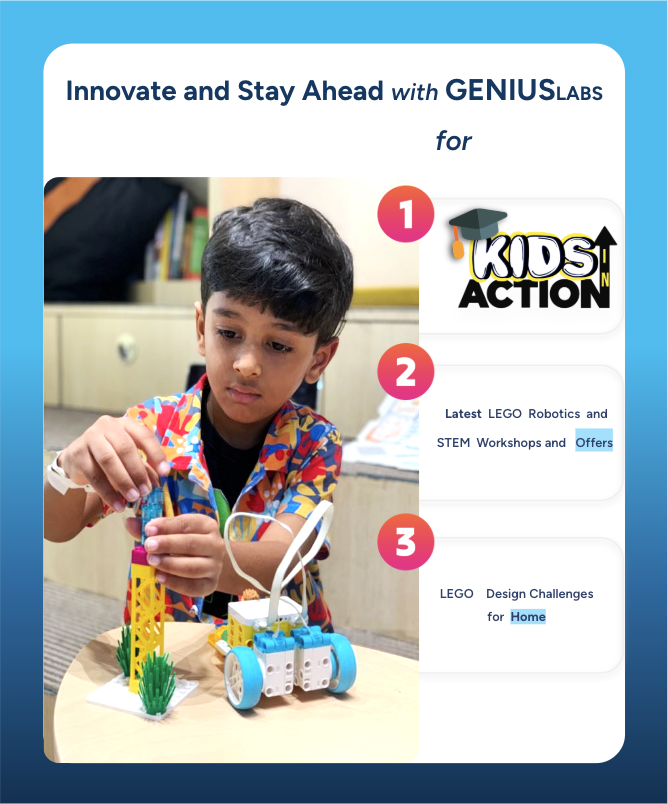 Innovate and Stay Ahead with GENIUSLABS
for
1
KIDS IN
ACTION
2
Latest LEGO Robotics and
STEM Workshops and Offers
3
LEGO Design Challenges
for Home